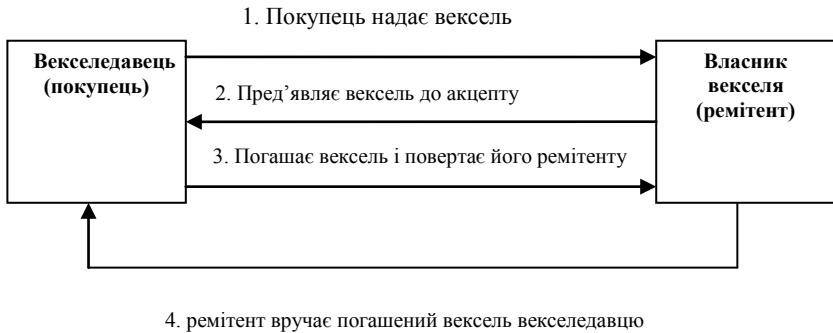 1. Покупець надає вексель
Векселедавець
(покупець)
Власник
векселя
(ремітент)
2. Пред’являє вексель до акцепту
3. Погашає вексель і повертає його ремітенту
4. ремітент вручає погашений вексель векселедавцю